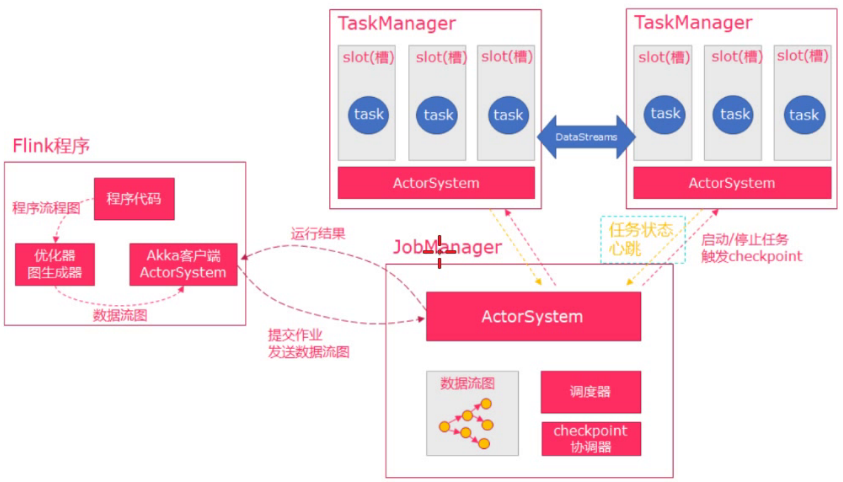 TaskManager
slot(槽)
slot(槽)
slot(槽)
task
task
task
ActorSystem
DataStreams
TaskManager
slot(槽)
slot(槽)
slot(槽)
task
task
task
ActorSystem
Flink程序
程序代码
程序流程图
优化器
图生成器
Akka客户端
ActorSystem
数据流图
运行结果
提交作业
发送数据流图
任务状态
心跳
启动/停止任务
触发checkpoint
JobManager
ActorSystem
数据流图
调度器
checkpoint
协调器